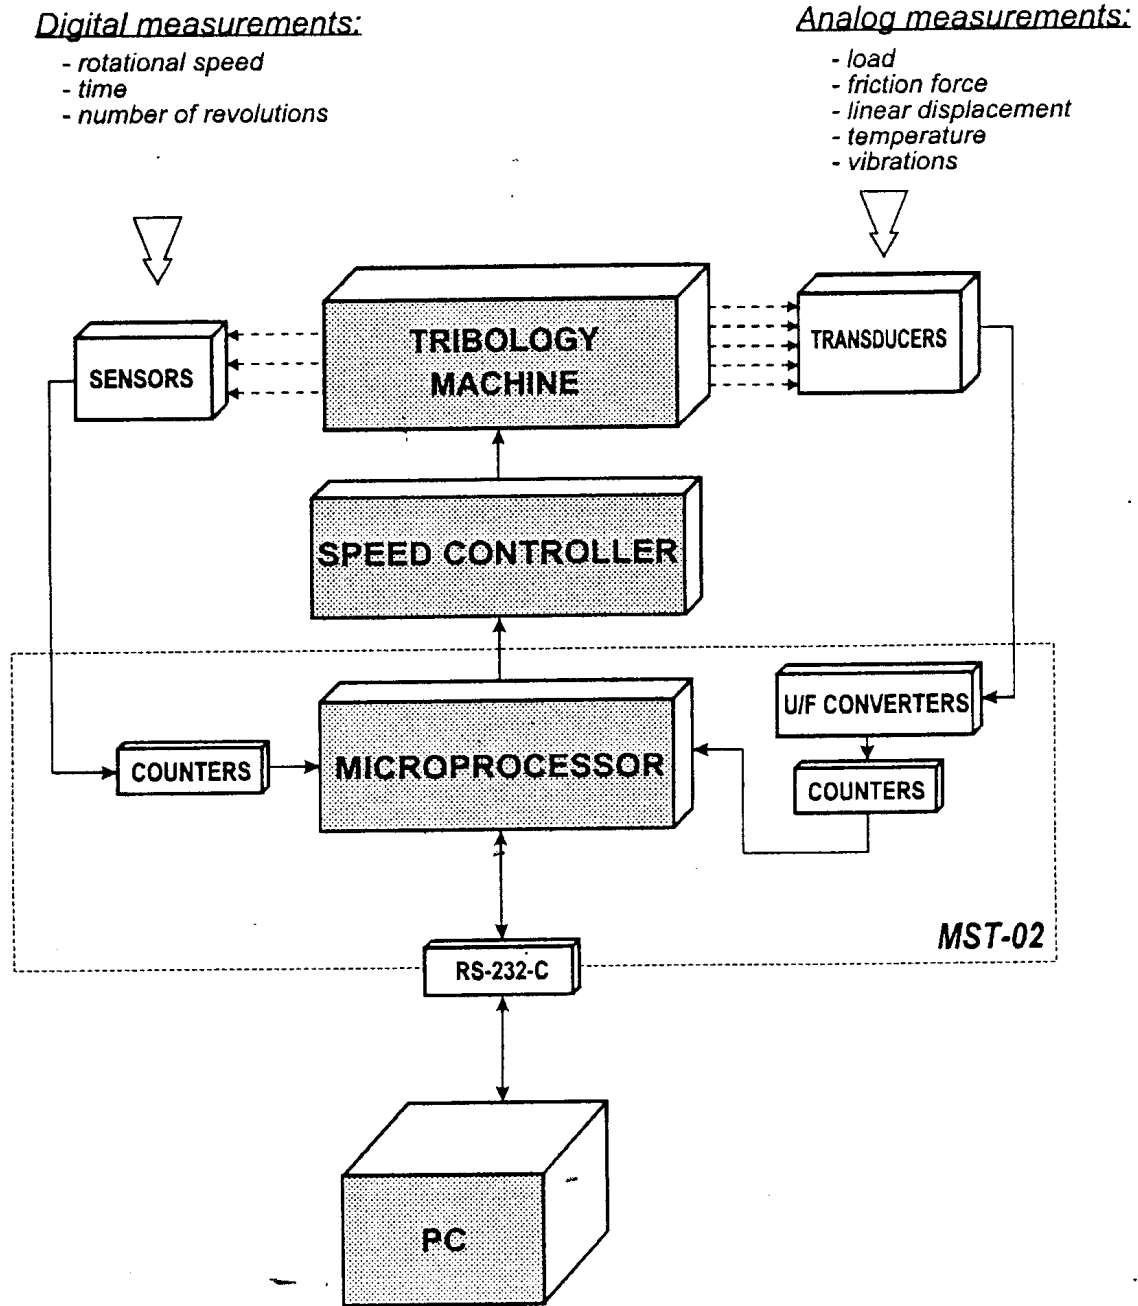 Digital measurements:
- rotational speed
- time
- number of revolutions
Analog measurements:
- load
- friction force
- linear displacement
- temperature
- vibrations
TRIBOLOGY
MACHINE
SENSORS
TRANSDUCERS
SPEED CONTROLLER
U/F CONVERTERS
COUNTERS
MICROPROCESSOR
COUNTERS
MST-02
RS-232-C
PC